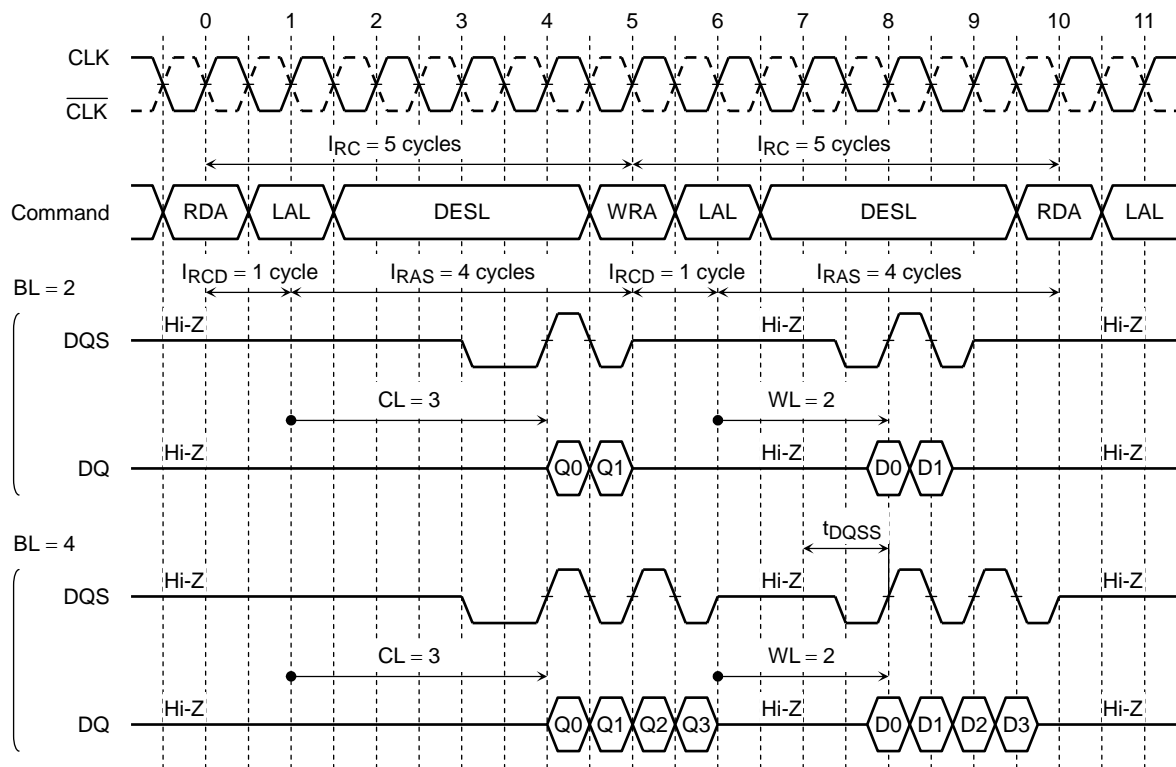 0 1 2 3 4 5 6 7 8 9 10 11
CLK
CLK
IRC = 5 cycles IRC = 5 cycles
Command RDA LAL DESL WRA LAL DESL RDA LAL
IRCD = 1 cycle IRAS = 4 cycles IRCD = 1 cycle IRAS = 4 cycles
BL = 2
Hi-Z Hi-Z Hi-Z
DQS
CL = 3 WL = 2
Hi-Z Hi-Z Hi-Z
DQ Q0 Q1 D0 D1
tDQSS
BL = 4
Hi-Z Hi-Z Hi-Z
DQS
CL = 3 WL = 2
Hi-Z Hi-Z Hi-Z
DQ Q0 Q1 Q2 Q3 D0 D1 D2 D3